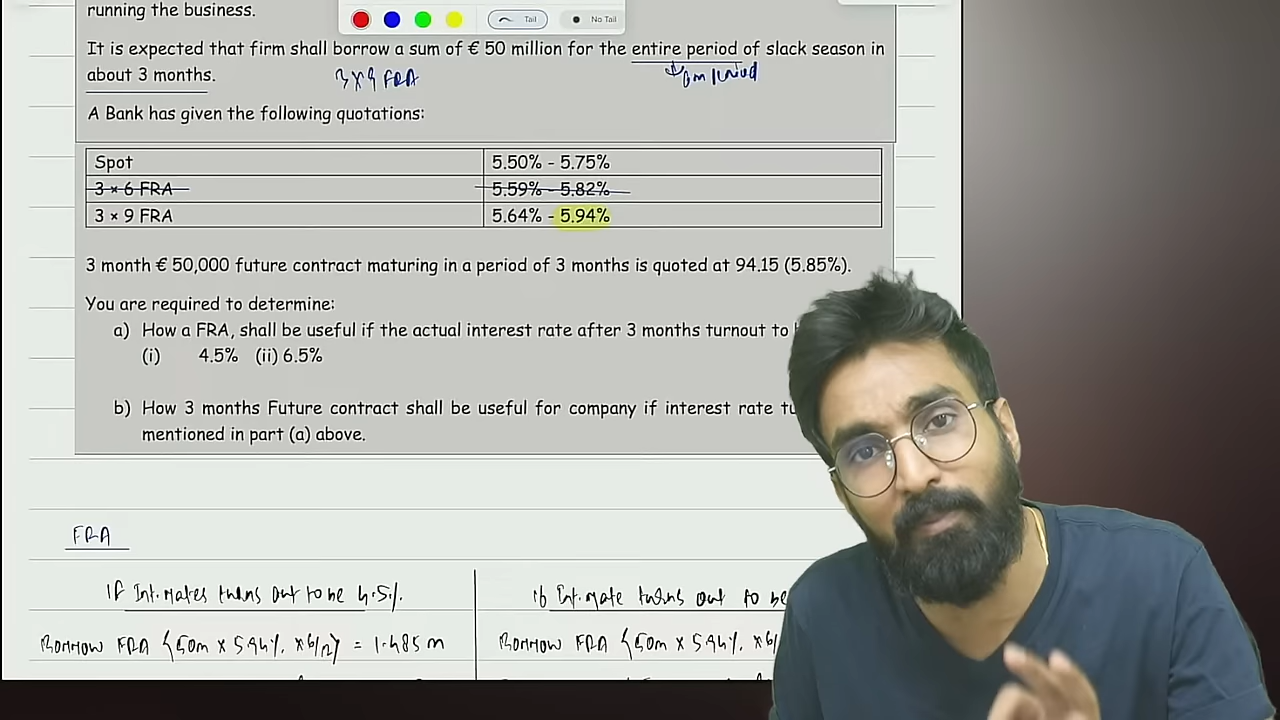 running the business.
Tail
No Tail
It is expected that firm shall borrow a sum of € 50 million for the entire period of slack season in
about 3 months.
3 x 9 FRA
6m period
A Bank has given the following quotations:
Spot 5.50% - 5.75%
3 × 6 FRA 5.59% - 5.82%
3 × 9 FRA 5.64% - 5.94%
3 month € 50,000 future contract maturing in a period of 3 months is quoted at 94.15 (5.85%).
You are required to determine:
a) How a FRA, shall be useful if the actual interest rate after 3 months turnout to
(i) 4.5% (ii) 6.5%
b) How 3 months Future contract shall be useful for company if interest rate
mentioned in part (a) above.
FRA
If Int. rates turns out to be 4.5%.
If Int. rate turns out to be
Borrow FRA {50m x 5.94% x 6/12} = 1.485 m
Borrow FRA {50m x 5.94% x 6/